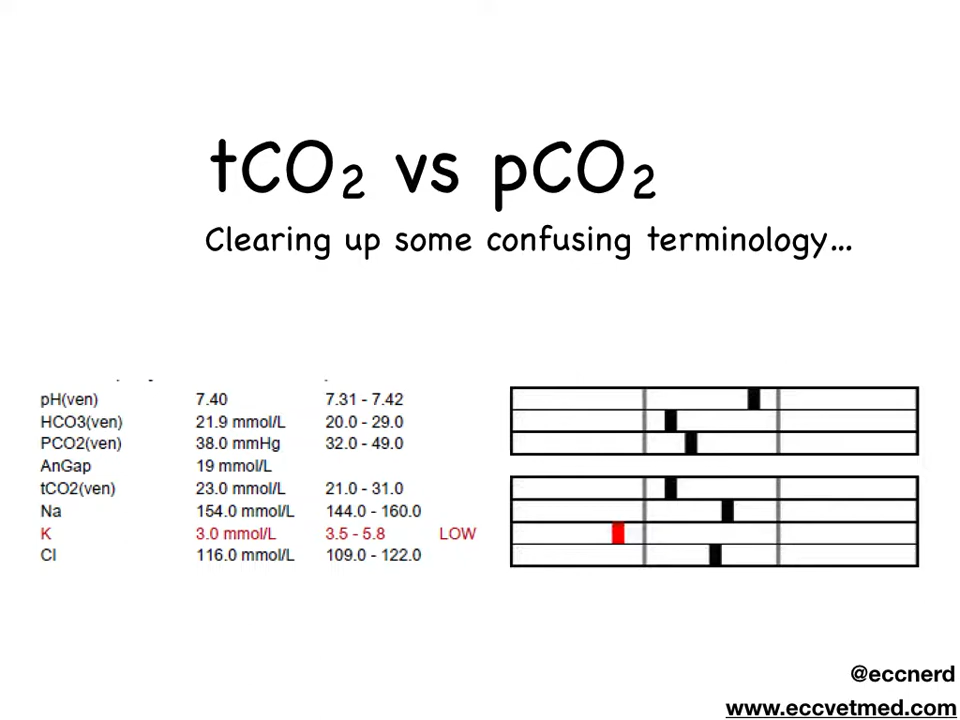 tCO₂ vs pCO₂
Clearing up some confusing terminology...
pH(ven) 7.40 7.31 - 7.42
HCO3(ven) 21.9 mmol/L 20.0 - 29.0
PCO2(ven) 38.0 mmHg 32.0 - 49.0
AnGap 19 mmol/L
tCO2(ven) 23.0 mmol/L 21.0 - 31.0
Na 154.0 mmol/L 144.0 - 160.0
K 3.0 mmol/L 3.5 - 5.8 LOW
Cl 116.0 mmol/L 109.0 - 122.0
@eccnerd
www.eccvetmed.com